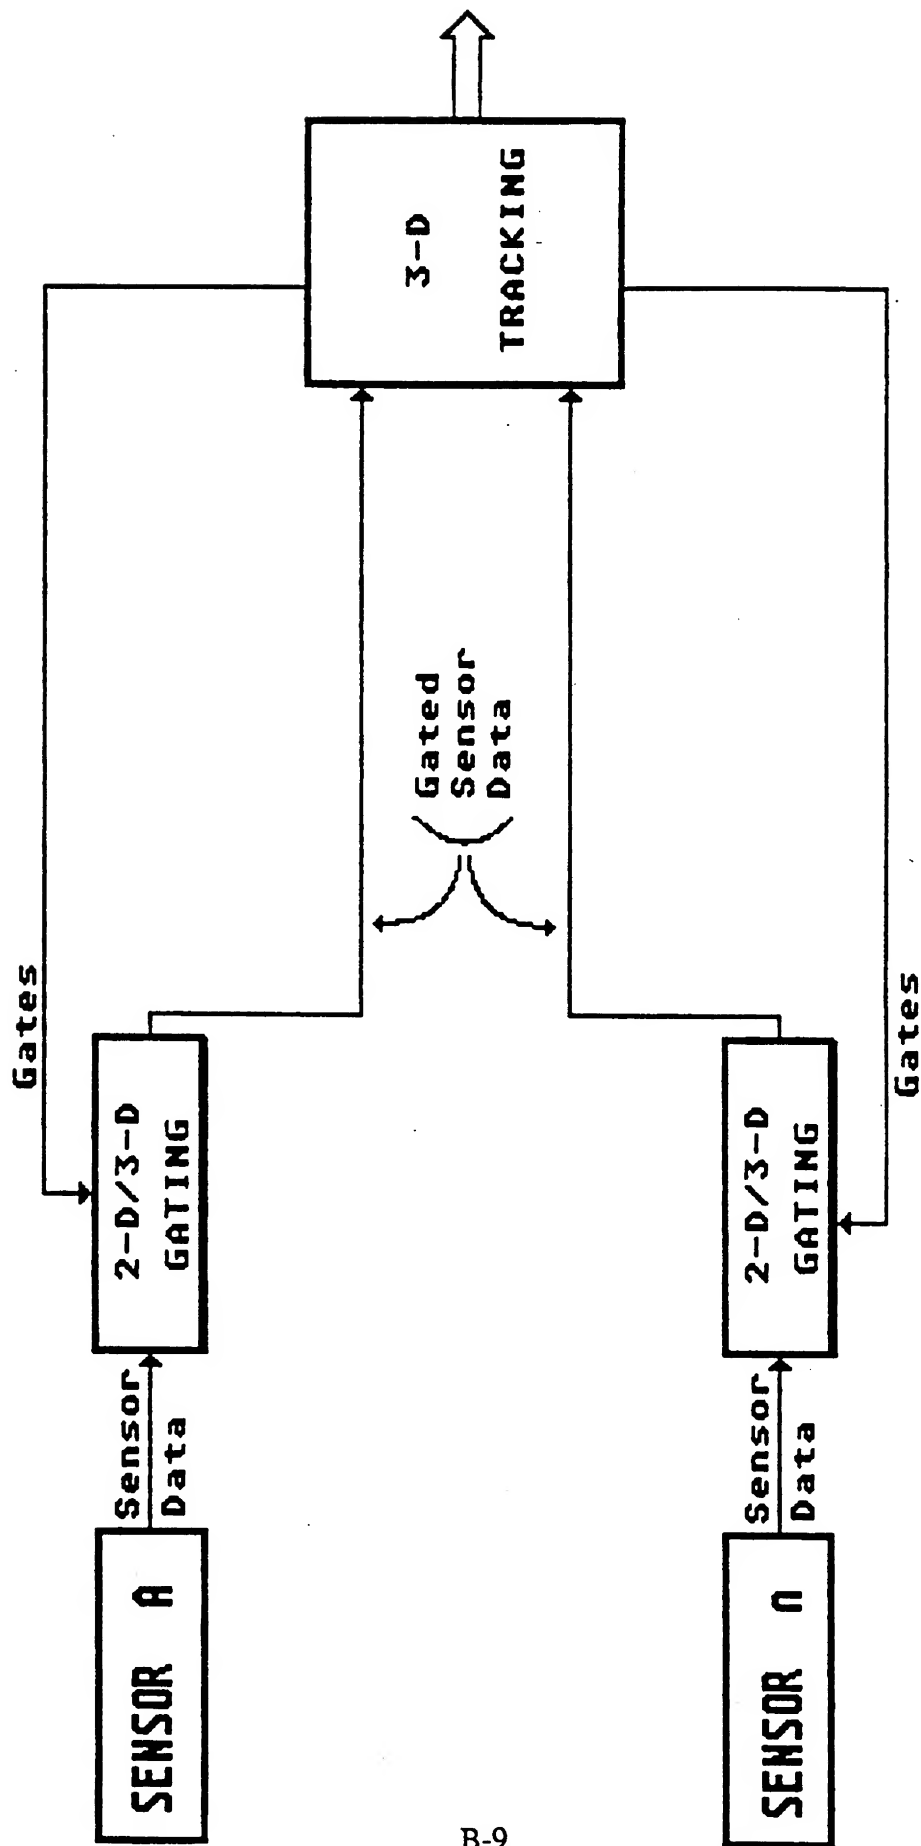 Gates
SENSOR A
Sensor
Data
2-D/3-D
GATING
Gated
Sensor
Data
3-D
TRACKING
SENSOR n
Sensor
Data
2-D/3-D
GATING
Gates
B-9